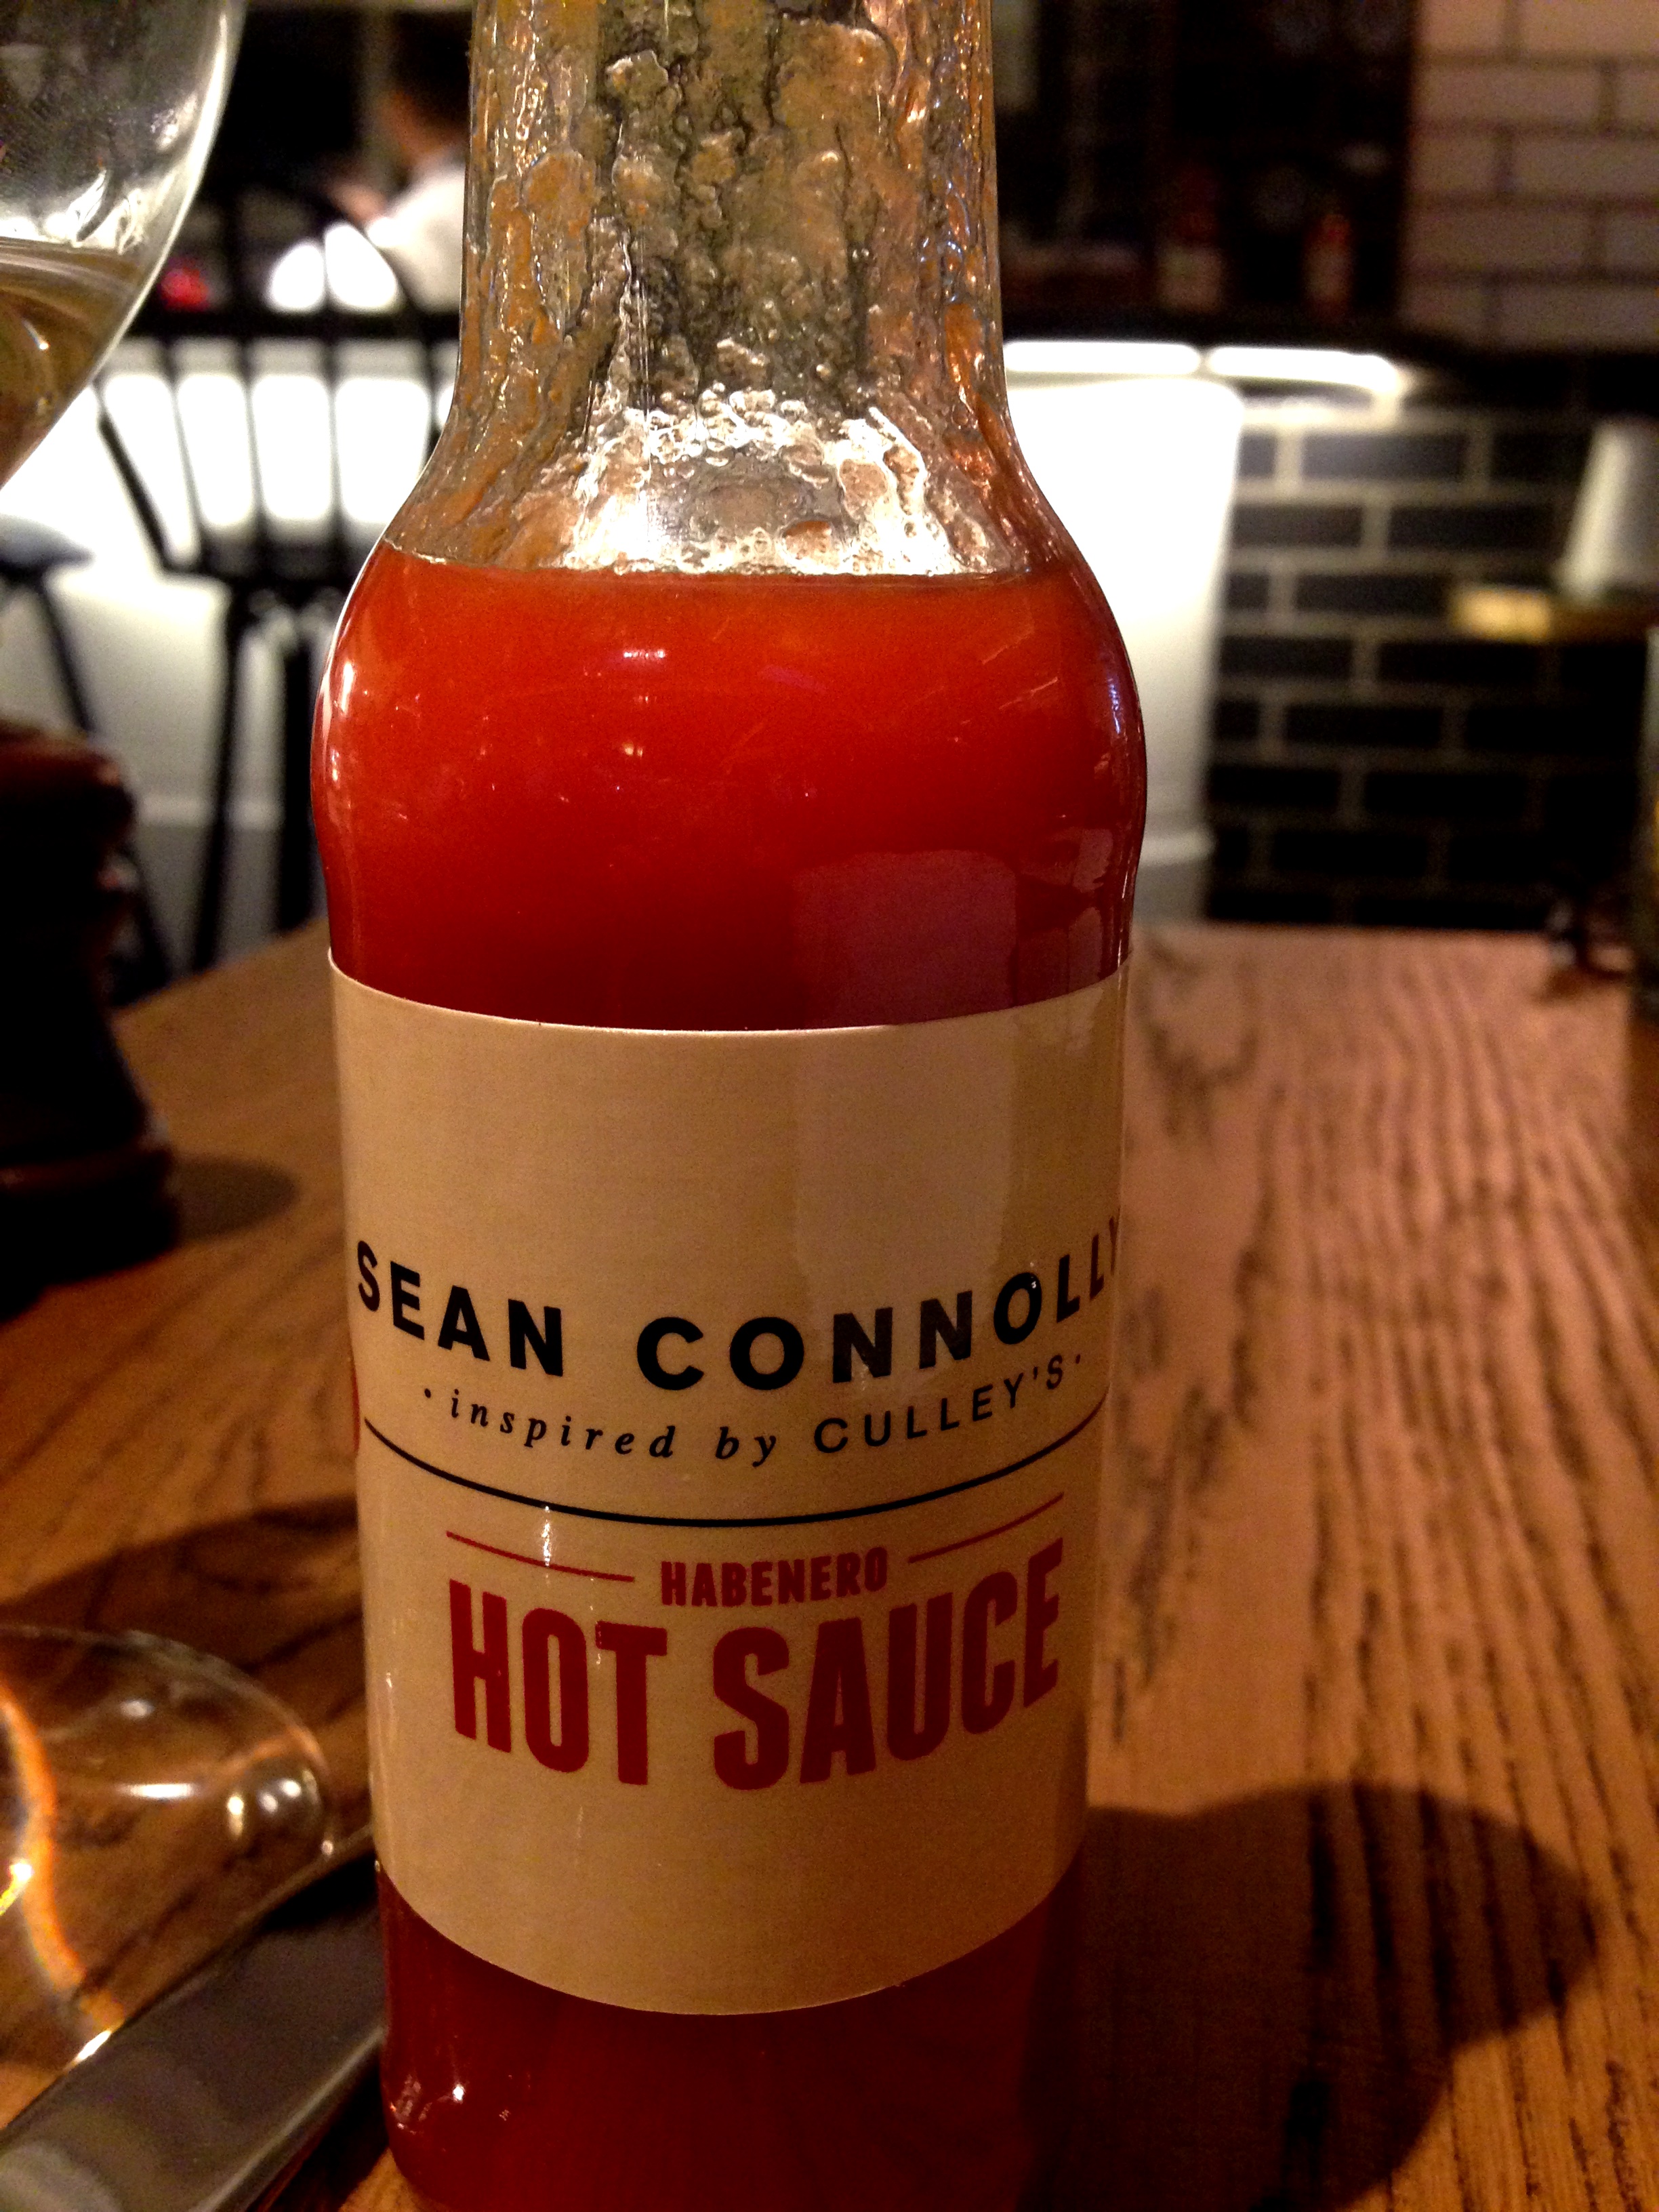 SEAN CONNOLLY
· inspired by CULLEY'S ·
HABENERO
HOT SAUCE